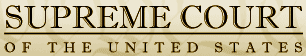 SUPREME COURT
OF THE UNITED STATES